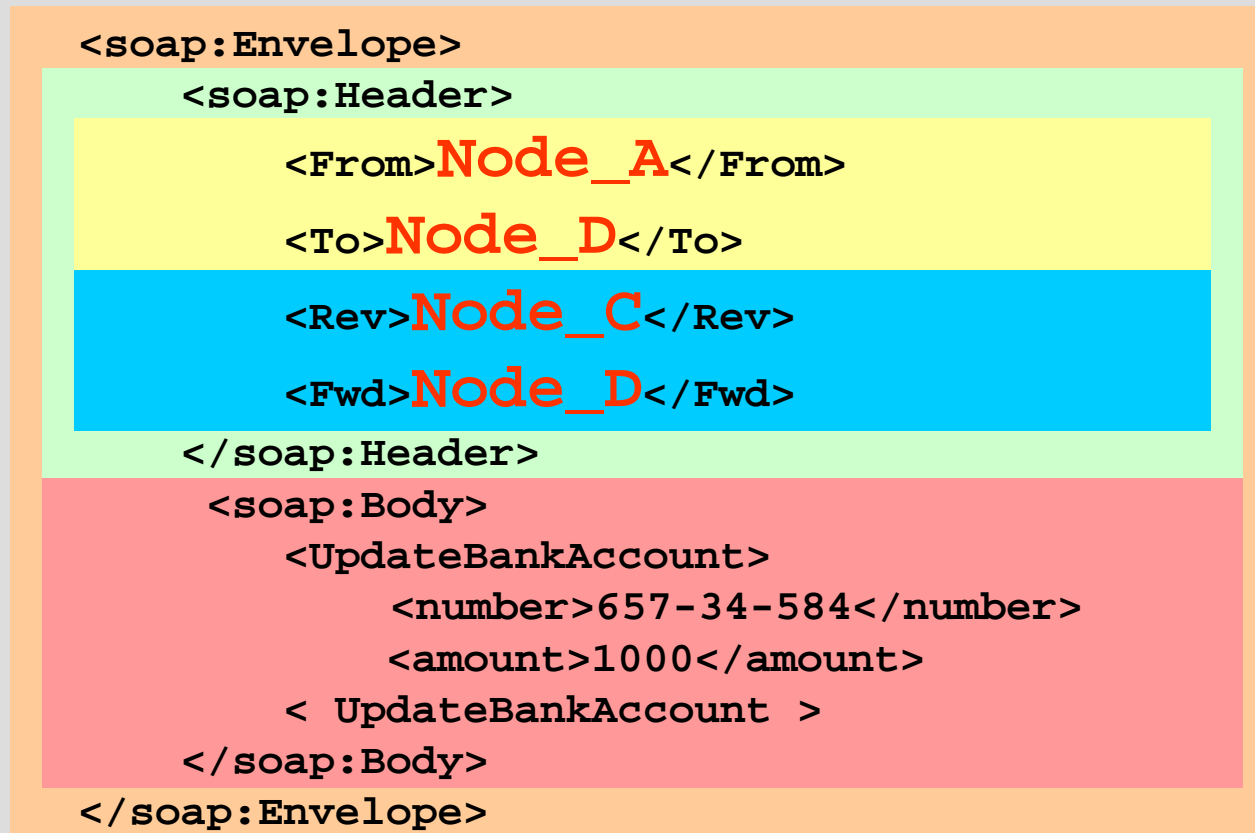 <soap:Envelope>
<soap:Header>
<From>Node_A</From>
<To>Node_D</To>
<Rev>Node_C</Rev>
<Fwd>Node_D</Fwd>
</soap:Header>
<soap:Body>
<UpdateBankAccount>
<number>657-34-584</number>
<amount>1000</amount>
< UpdateBankAccount >
</soap:Body>
</soap:Envelope>